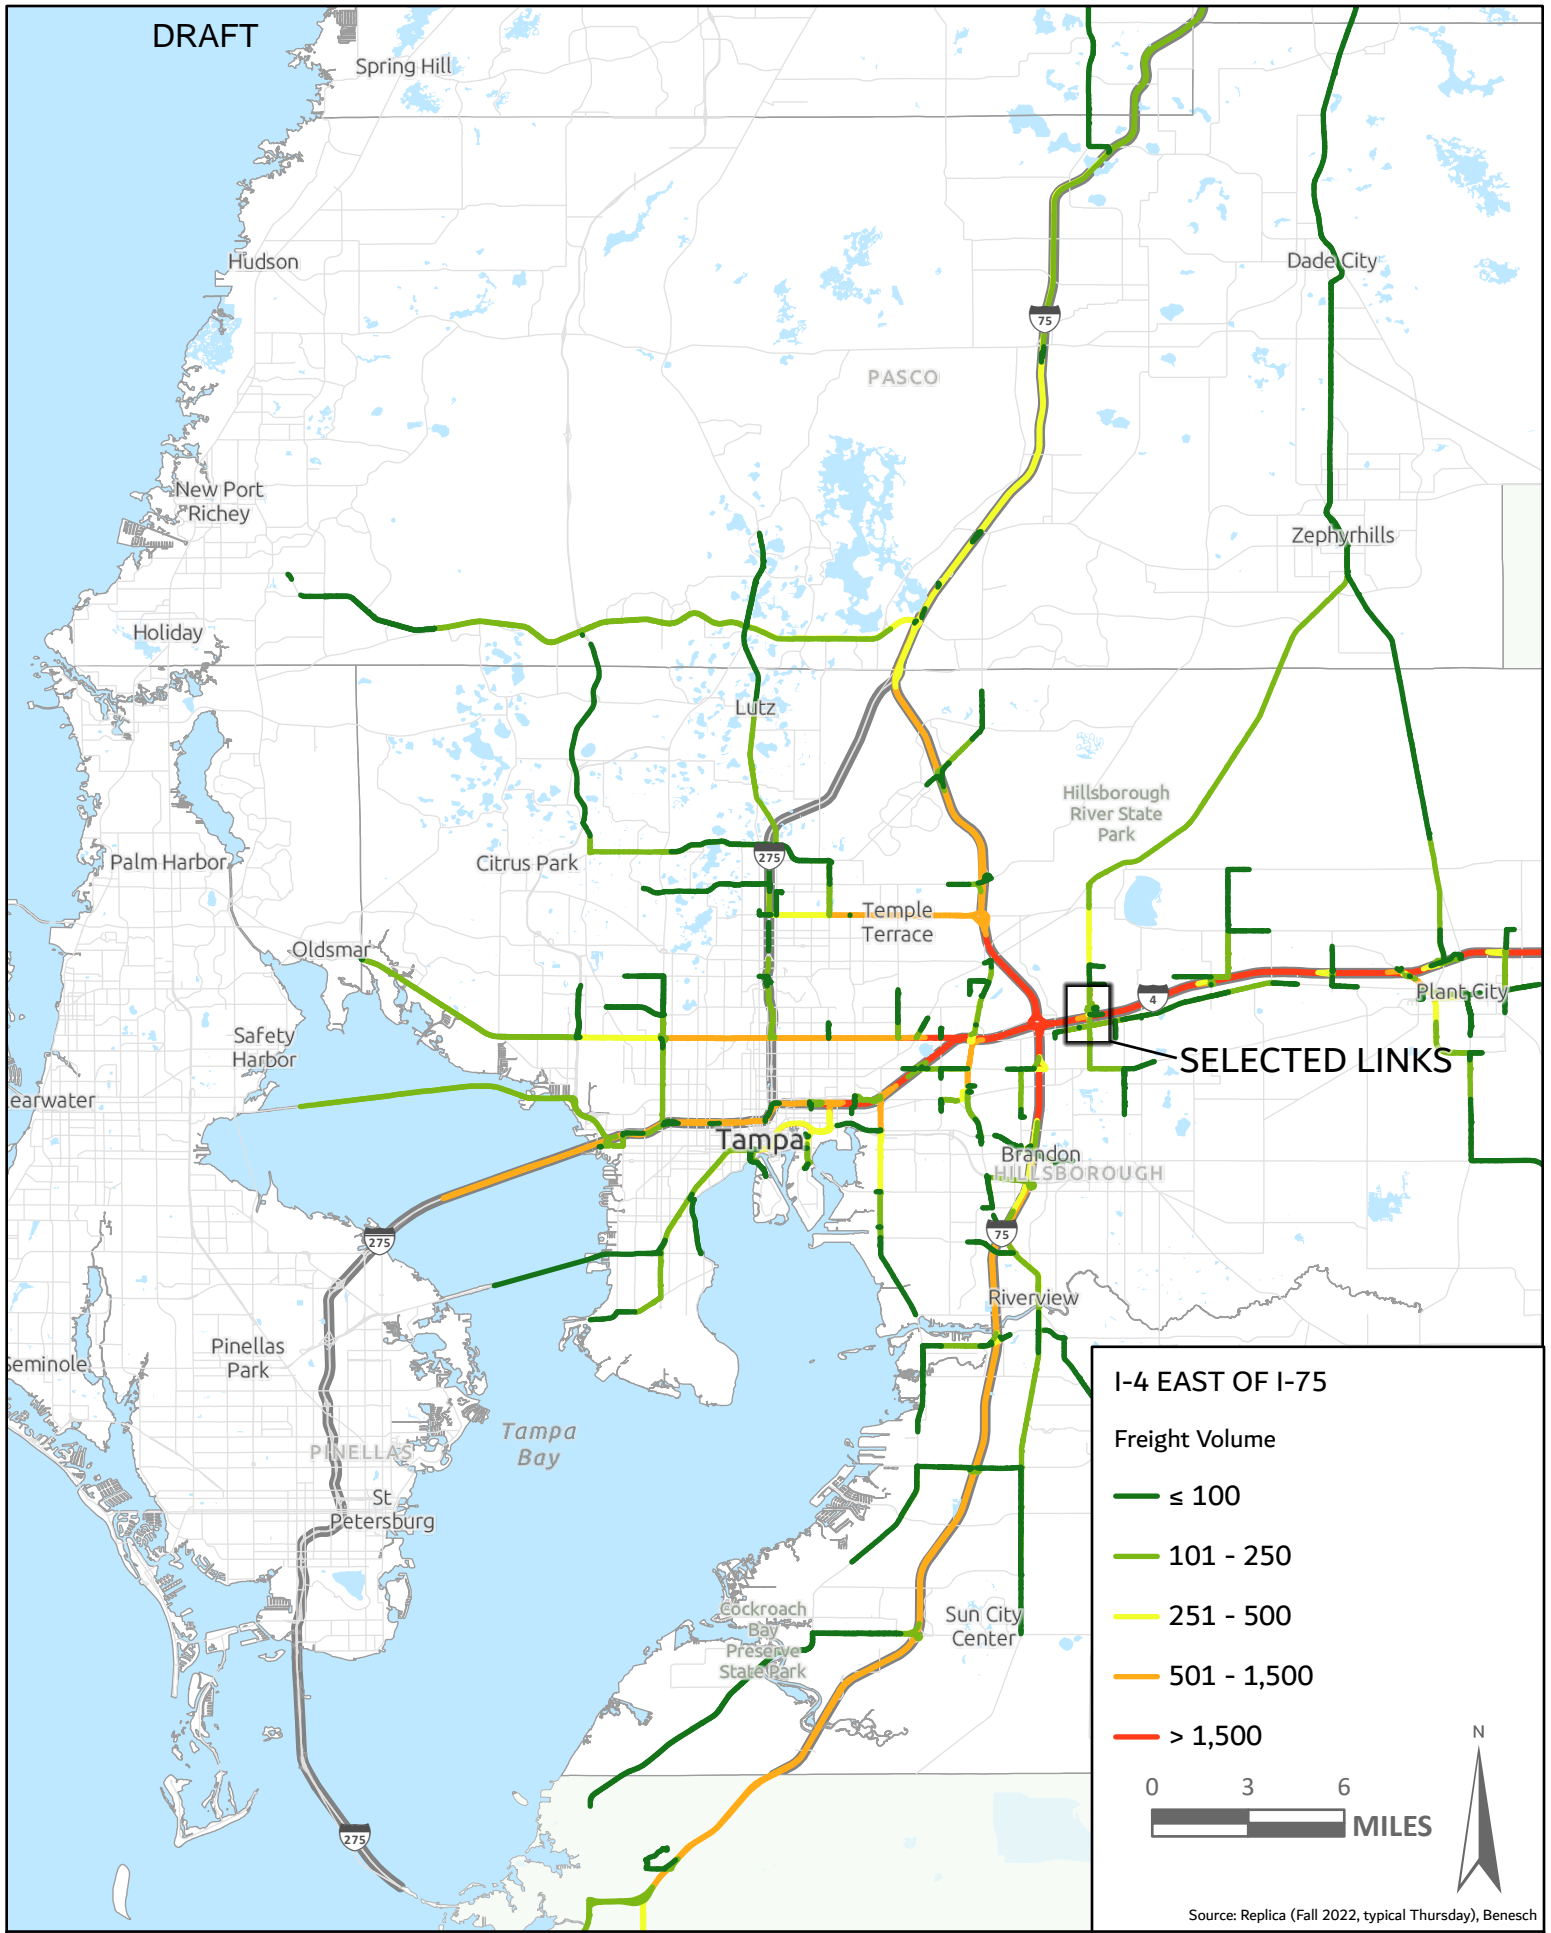 DRAFT
Spring Hill
Hudson
Dade City
75
PASCO
New Port
Richey
Zephyrhills
Holiday
Lutz
Hillsborough
River State
Park
Palm Harbor
Citrus Park
275
Temple
Terrace
Oldsmar
4
Plant City
Safety
Harbor
SELECTED LINKS
earwater
Tampa
Brandon
HILLSBOROUGH
275
75
Riverview
Pinellas
Park
Seminole
Tampa
Bay
PINELLAS
St
Petersburg
Cockroach
Bay
Preserve
State Park
Sun City
Center
275
I-4 EAST OF I-75
Freight Volume
≤ 100
101 - 250
251 - 500
501 - 1,500
> 1,500
N
0 3 6
MILES
Source: Replica (Fall 2022, typical Thursday), Benesch